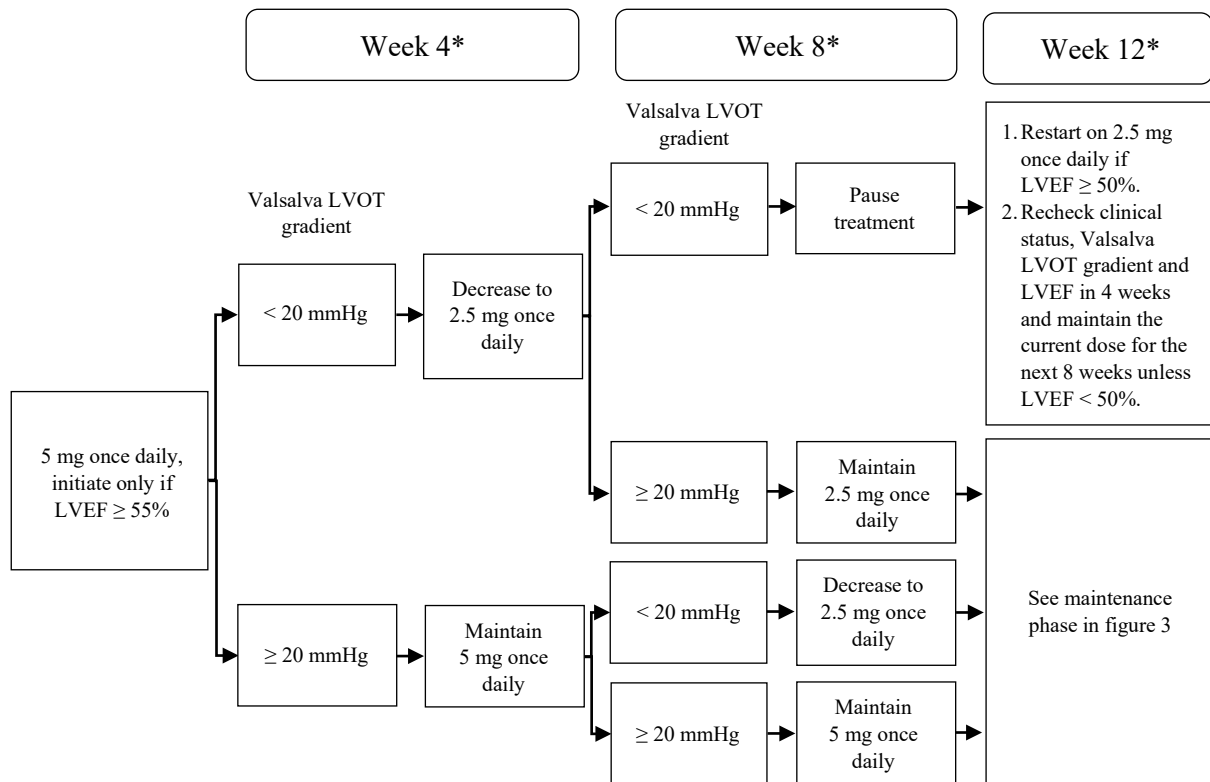 Week 4*
Week 8*
Week 12*
Valsalva LVOT
gradient
< 20 mmHg
Pause
treatment
1. Restart on 2.5 mg
once daily if
LVEF ≥ 50%.
2. Recheck clinical
status, Valsalva
LVOT gradient and
LVEF in 4 weeks
and maintain the
current dose for the
next 8 weeks unless
LVEF < 50%.
Valsalva LVOT
gradient
< 20 mmHg
Decrease to
2.5 mg once
daily
5 mg once daily,
initiate only if
LVEF ≥ 55%
≥ 20 mmHg
Maintain
2.5 mg once
daily
< 20 mmHg
Decrease to
2.5 mg once
daily
See maintenance
phase in figure 3
≥ 20 mmHg
Maintain
5 mg once
daily
≥ 20 mmHg
Maintain
5 mg once
daily